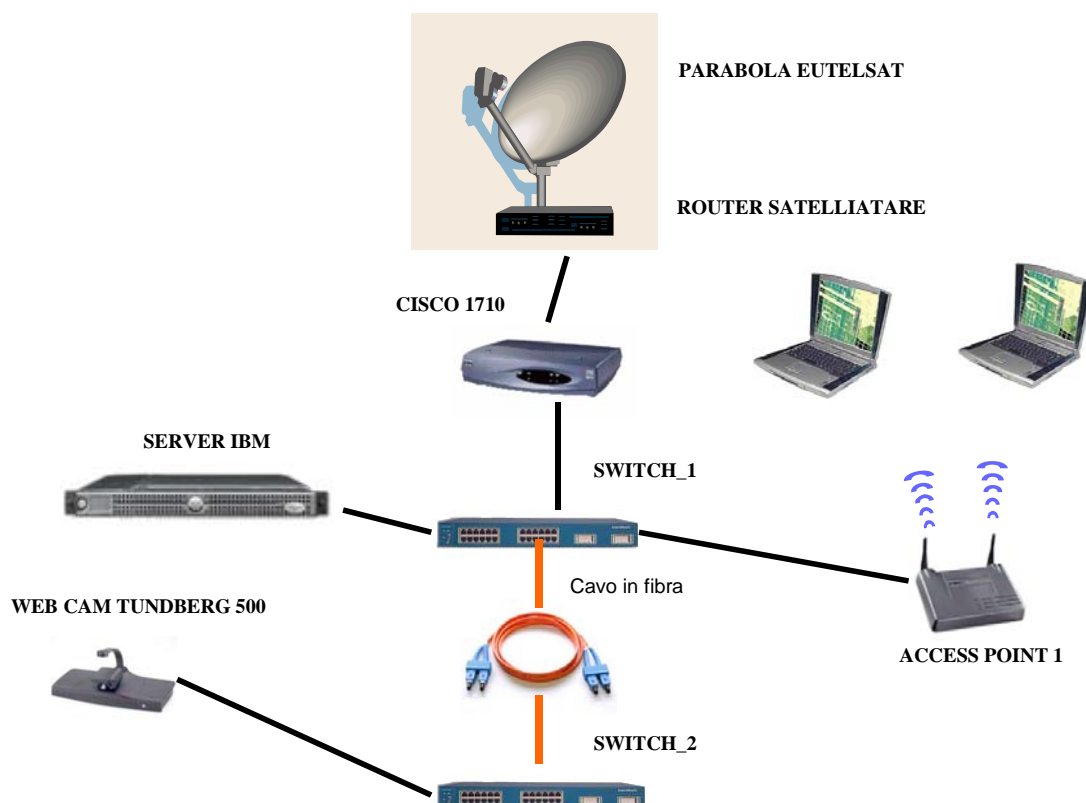 PARABOLA EUTELSAT
ROUTER SATELLIATARE
CISCO 1710
SERVER IBM
SWITCH_1
Cavo in fibra
WEB CAM TUNDBERG 500
ACCESS POINT 1
SWITCH_2